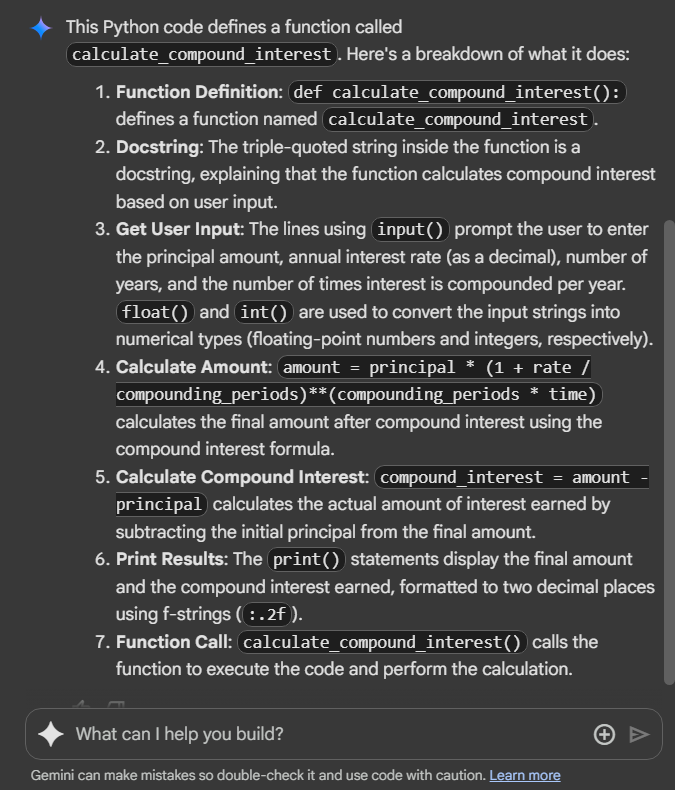 This Python code defines a function called
calculate_compound_interest. Here's a breakdown of what it does:
1. Function Definition: def calculate_compound_interest():
defines a function named calculate_compound_interest.
2. Docstring: The triple-quoted string inside the function is a
docstring, explaining that the function calculates compound interest
based on user input.
3. Get User Input: The lines using input() prompt the user to enter
the principal amount, annual interest rate (as a decimal), number of
years, and the number of times interest is compounded per year.
float() and int() are used to convert the input strings into
numerical types (floating-point numbers and integers, respectively).
4. Calculate Amount: amount = principal * (1 + rate /
compounding_periods)**(compounding_periods * time)
calculates the final amount after compound interest using the
compound interest formula.
5. Calculate Compound Interest: compound_interest = amount -
principal calculates the actual amount of interest earned by
subtracting the initial principal from the final amount.
6. Print Results: The print() statements display the final amount
and the compound interest earned, formatted to two decimal places
using f-strings (:.2f).
7. Function Call: calculate_compound_interest() calls the
function to execute the code and perform the calculation.
What can I help you build?
Gemini can make mistakes so double-check it and use code with caution. Learn more